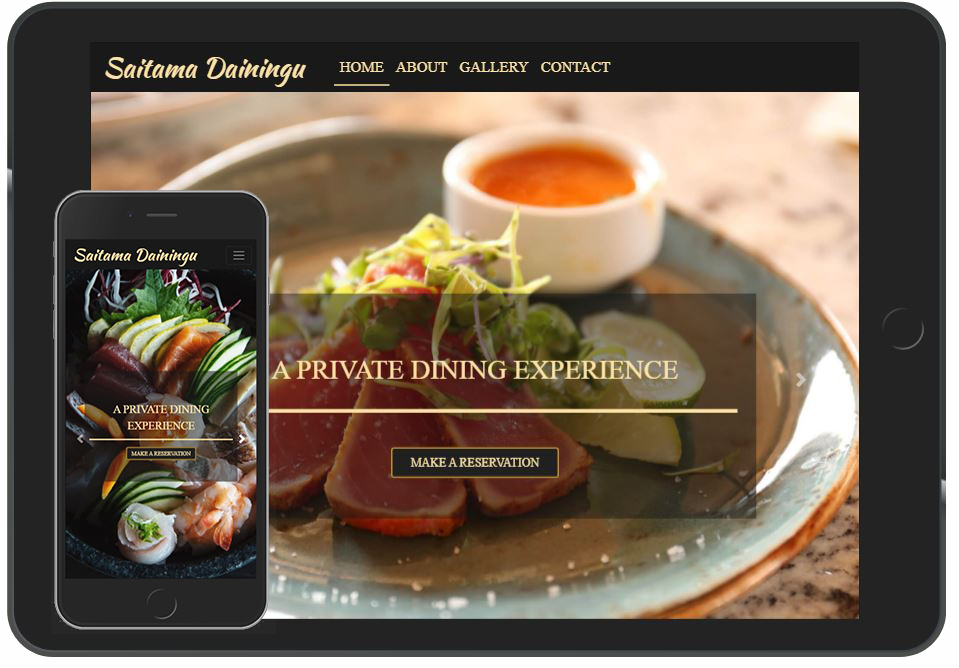 Saitama Dainingu
HOME ABOUT GALLERY CONTACT
A PRIVATE DINING EXPERIENCE
MAKE A RESERVATION
Saitama Dainingu
A PRIVATE DINING
EXPERIENCE
MAKE A RESERVATION